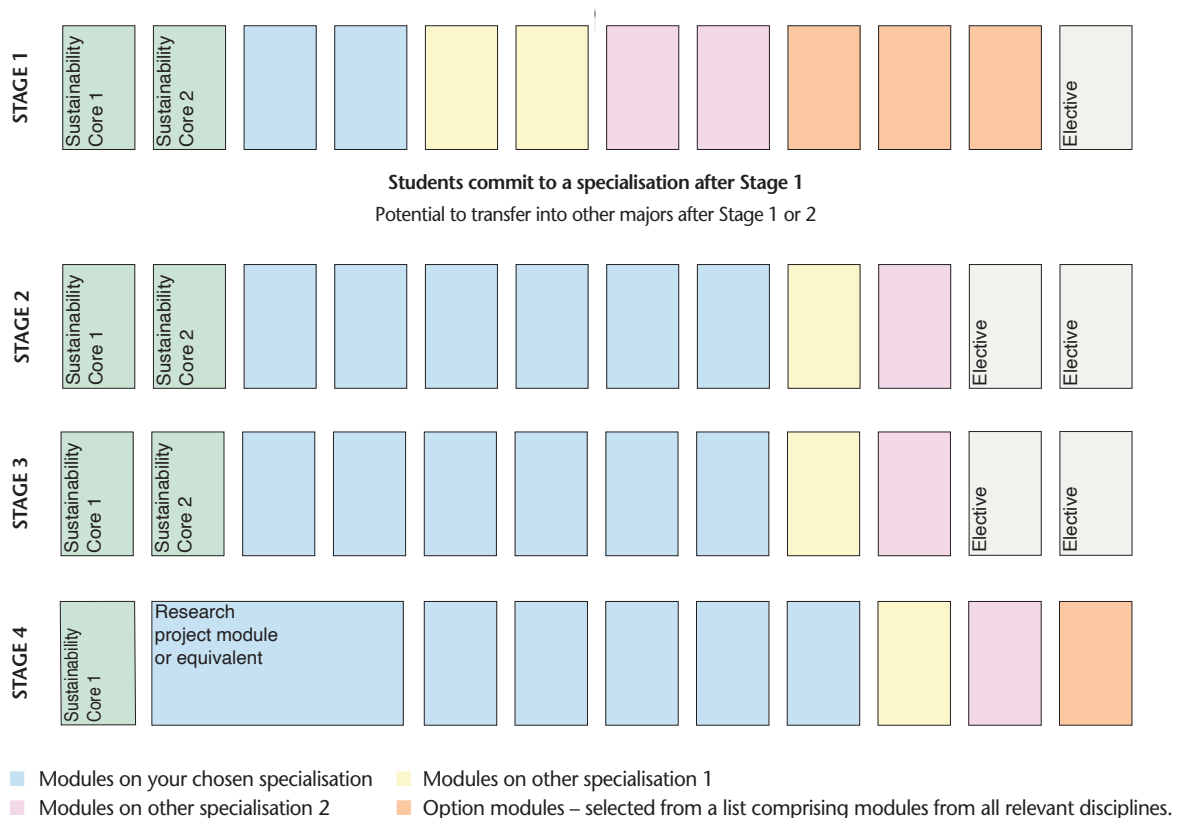 STAGE 1
Sustainability
Core 1
Sustainability
Core 2
Elective
Students commit to a specialisation after Stage 1
Potential to transfer into other majors after Stage 1 or 2
STAGE 2
Sustainability
Core 1
Sustainability
Core 2
Elective
Elective
STAGE 3
Sustainability
Core 1
Sustainability
Core 2
Elective
Elective
STAGE 4
Sustainability
Core 1
Research
project module
or equivalent
Modules on your chosen specialisation
Modules on other specialisation 1
Modules on other specialisation 2
Option modules – selected from a list comprising modules from all relevant disciplines.